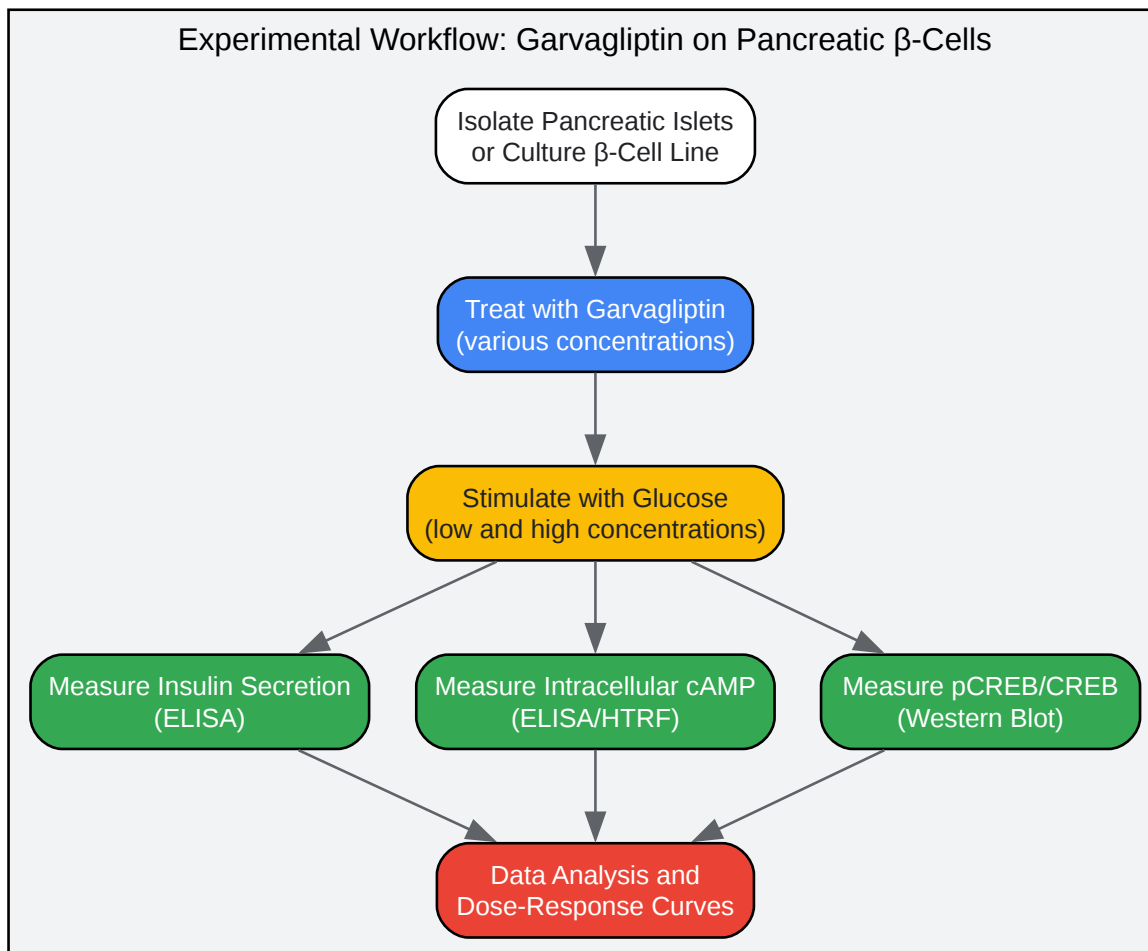 Experimental Workflow: Garvagliptin on Pancreatic β-Cells
Isolate Pancreatic Islets
or Culture β-Cell Line
Treat with Garvagliptin
(various concentrations)
Stimulate with Glucose
(low and high concentrations)
Measure Insulin Secretion
(ELISA)
Measure Intracellular cAMP
(ELISA/HTRF)
Measure pCREB/CREB
(Western Blot)
Data Analysis and
Dose-Response Curves